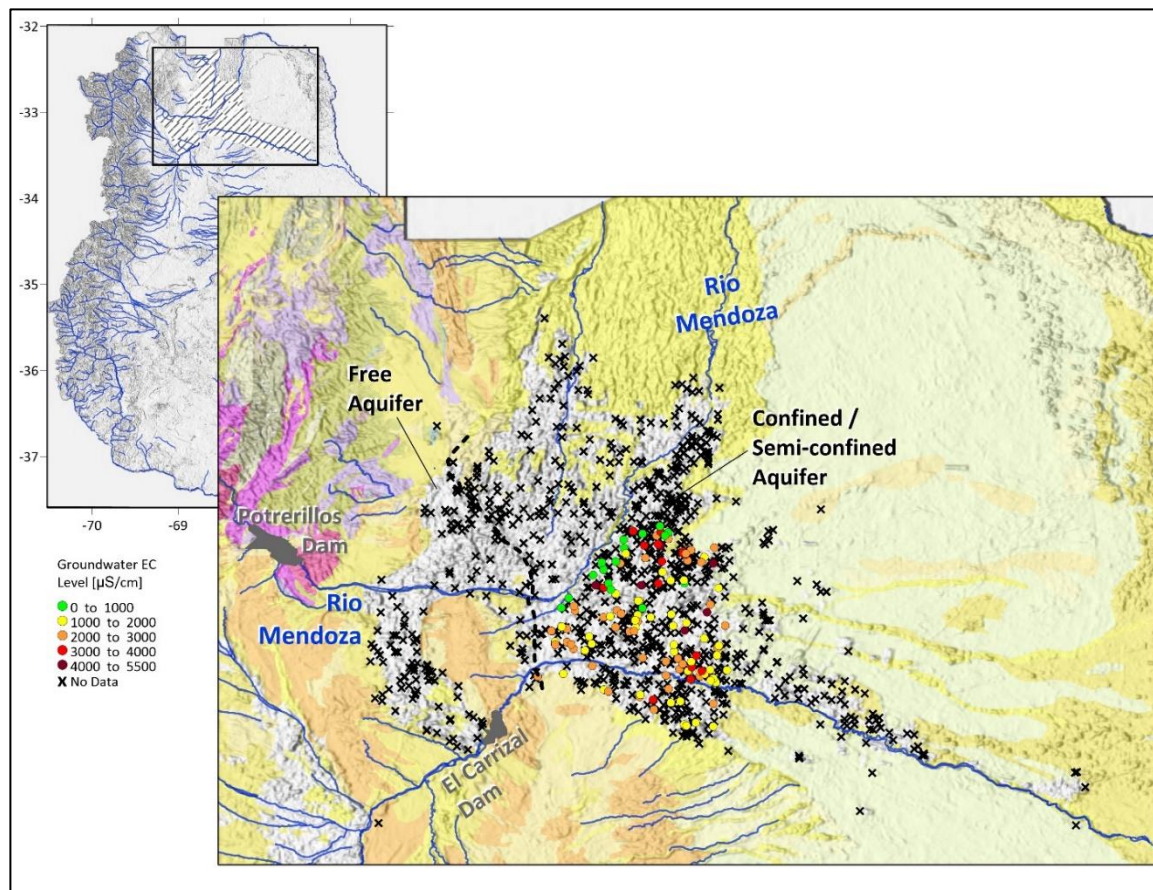 -32
-33
-34
-35
-36
-37
-70
-69
Rio
Mendoza
Free
Aquifer
Confined /
Semi-confined
Aquifer
Potrerillos
Dam
Rio
Mendoza
El Carrizal
Dam
Groundwater EC
Level [µS/cm]
0 to 1000
1000 to 2000
2000 to 3000
3000 to 4000
4000 to 5500
x No Data